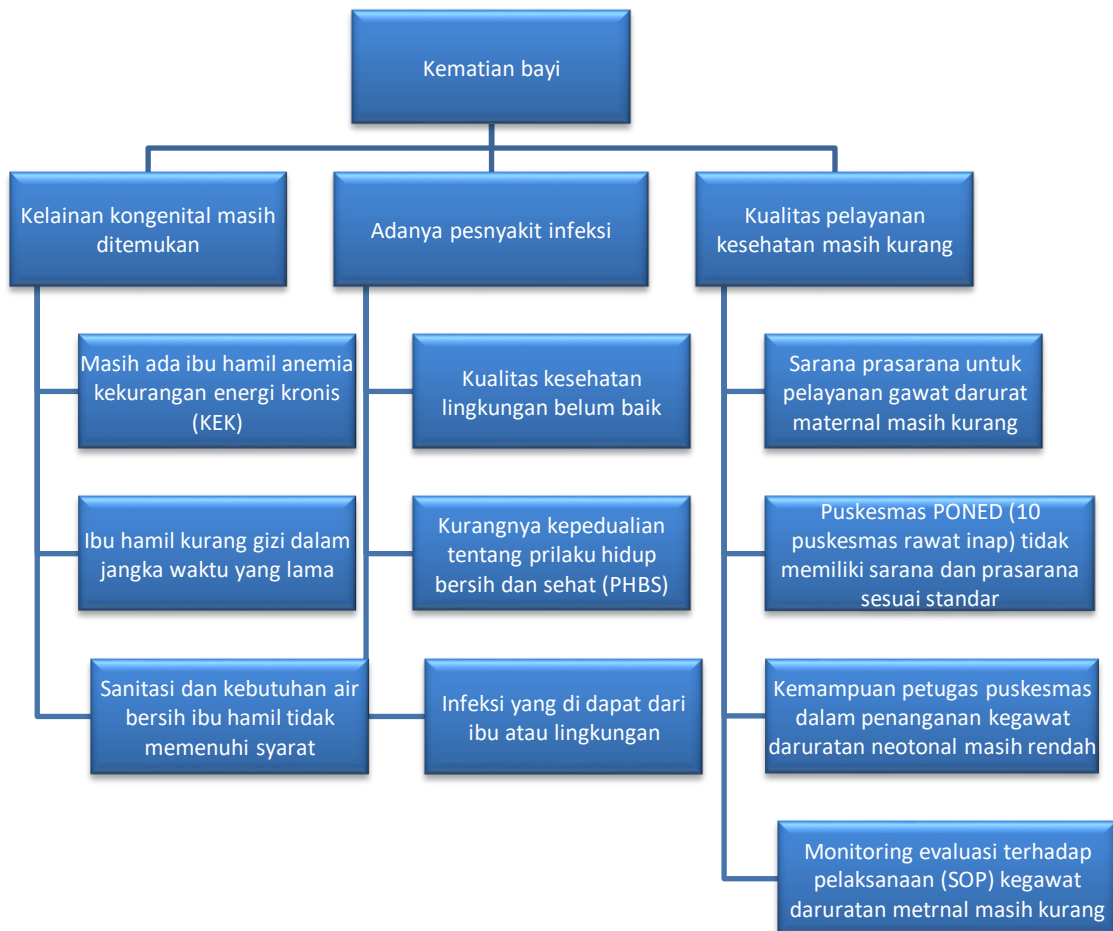 Kematian bayi
Kelainan kongenital masih
ditemukan
Adanya pesnyakit infeksi
Kualitas pelayanan
kesehatan masih kurang
Masih ada ibu hamil anemia
kekurangan energi kronis
(KEK)
Ibu hamil kurang gizi dalam
jangka waktu yang lama
Sanitasi dan kebutuhan air
bersih ibu hamil tidak
memenuhi syarat
Kualitas kesehatan
lingkungan belum baik
Kurangnya kepedualian
tentang prilaku hidup
bersih dan sehat (PHBS)
Infeksi yang di dapat dari
ibu atau lingkungan
Sarana prasarana untuk
pelayanan gawat darurat
maternal masih kurang
Puskesmas PONED (10
puskesmas rawat inap) tidak
memiliki sarana dan prasarana
sesuai standar
Kemampuan petugas puskesmas
dalam penanganan kegawat
daruratan neotonal masih rendah
Monitoring evaluasi terhadap
pelaksanaan (SOP) kegawat
daruratan metrnal masih kurang